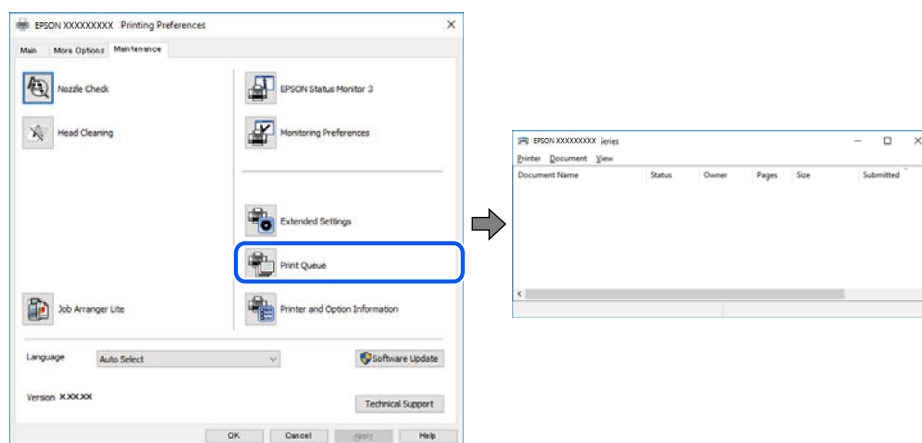 EPSON XXXXXXXXX Printing Preferences
Main More Options Maintenance
Nozzle Check
EPSON Status Monitor 3
Head Cleaning
Monitoring Preferences
Extended Settings
Print Queue
Job Arranger Lite
Printer and Option Information
Language Auto Select Software Update
Version X.XX.XX
Technical Support
OK Cancel Apply Help
EPSON XXXXXXXXX ieries
Printer Document View
Document Name Status Owner Pages Size Submitted